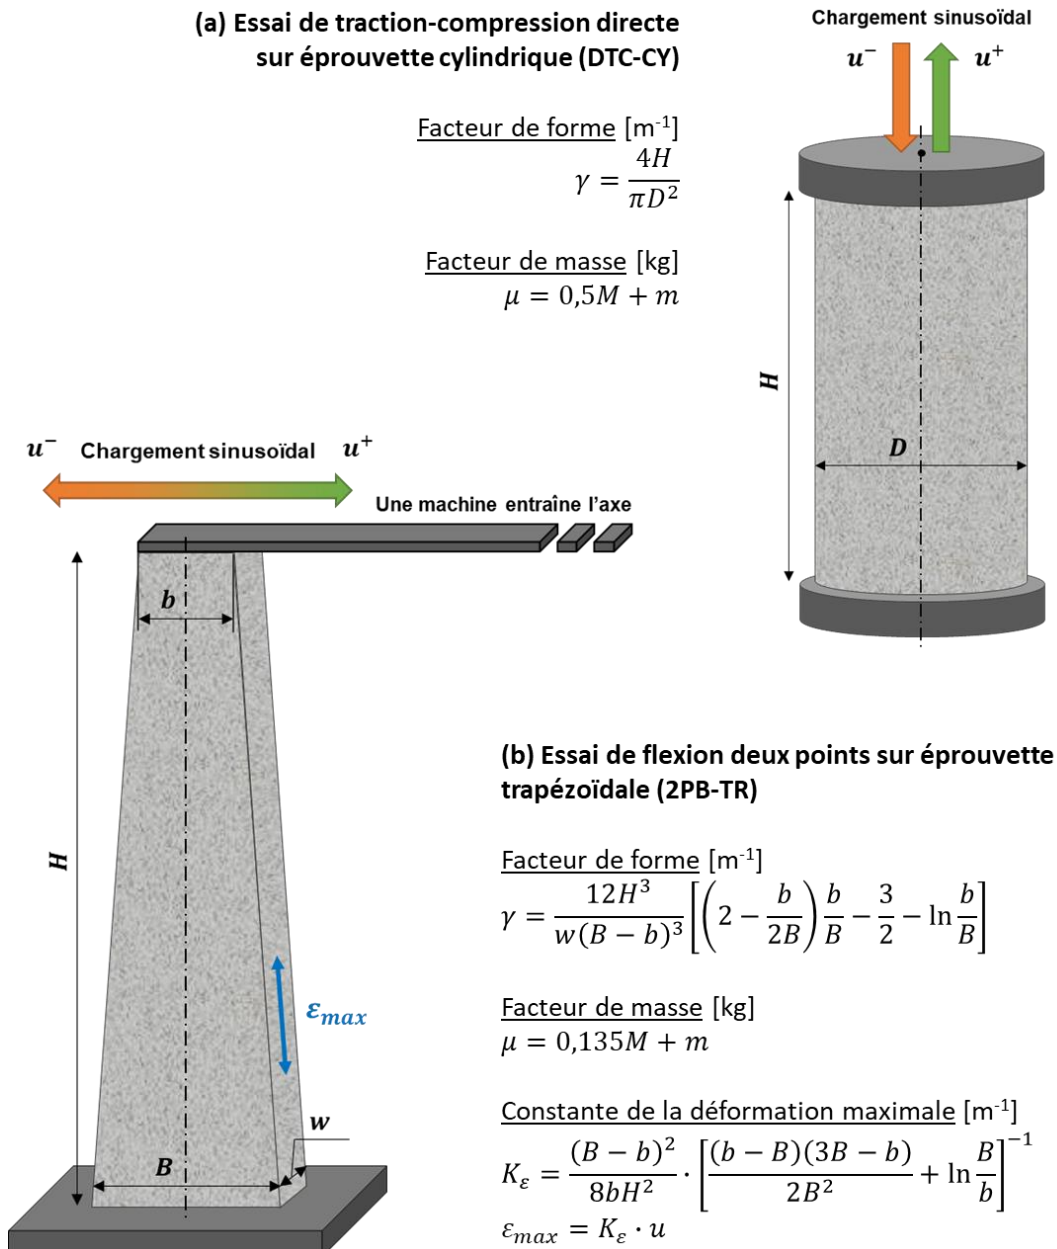 (a) Essai de traction-compression directe
sur éprouvette cylindrique (DTC-CY)
Facteur de forme [m⁻¹]
γ = 4H / πD²
Facteur de masse [kg]
μ = 0,5M + m
Chargement sinusoïdal
u⁻ u⁺
H
D
u⁻ Chargement sinusoïdal u⁺
Une machine entraîne l'axe
b
H
ε_max
w
B
(b) Essai de flexion deux points sur éprouvette
trapézoïdale (2PB-TR)
Facteur de forme [m⁻¹]
γ = 12H³ / w(B − b)³ [(2 − b/2B) b/B − 3/2 − ln b/B]
Facteur de masse [kg]
μ = 0,135M + m
Constante de la déformation maximale [m⁻¹]
K_ε = (B − b)² / 8bH² · [(b − B)(3B − b) / 2B² + ln B/b]⁻¹
ε_max = K_ε · u